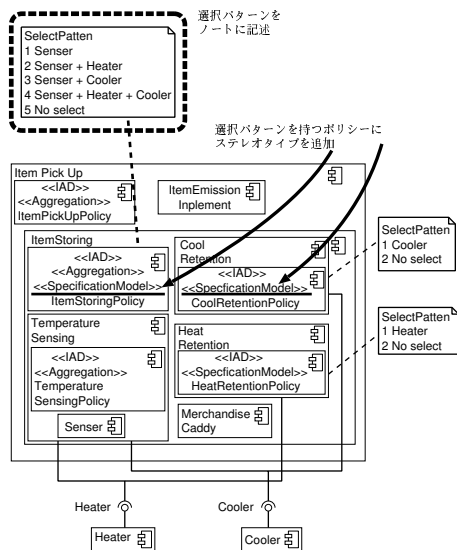 選択パターンを
ノートに記述
SelectPatten
1 Senser
2 Senser + Heater
3 Senser + Cooler
4 Senser + Heater + Cooler
5 No select
選択パターンを持つポリシーに
ステレオタイプを追加
Item Pick Up
<<IAD>>
<<Aggregation>>
ItemPickUpPolicy
ItemEmission
Inplement
ItemStoring
<<IAD>>
<<Aggregation>>
<<SpecificationModel>>
ItemStoringPolicy
Cool
Retention
<<IAD>>
<<SpecficationModel>>
CoolRetentionPolicy
SelectPatten
1 Cooler
2 No select
Temperature
Sensing
<<IAD>>
<<Aggregation>>
Temperature
SensingPolicy
Senser
Heat
Retention
<<IAD>>
<<SpecficationModel>>
HeatRetentionPolicy
SelectPatten
1 Heater
2 No select
Merchandise
Caddy
Heater
Cooler
Heater
Cooler